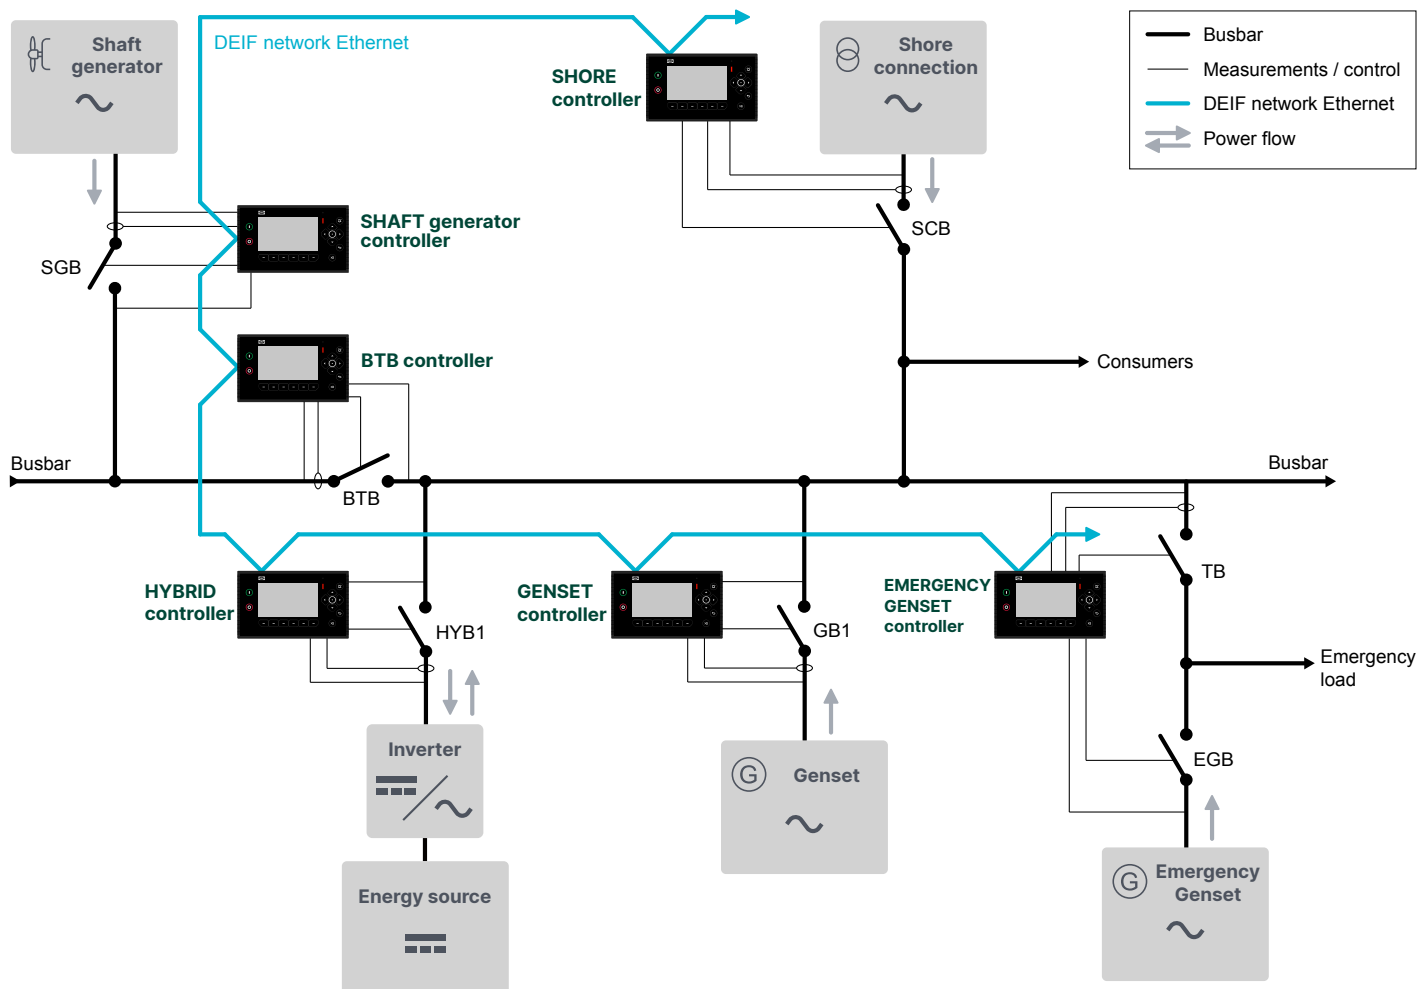 Shaft
generator
DEIF network Ethernet
SHORE
controller
Shore
connection
Busbar
Measurements / control
DEIF network Ethernet
Power flow
SHAFT generator
controller
SGB
SCB
BTB controller
Consumers
Busbar
BTB
Busbar
HYBRID
controller
HYB1
GENSET
controller
GB1
EMERGENCY
GENSET
controller
TB
Emergency
load
Inverter
G
Genset
EGB
Energy source
G
Emergency
Genset